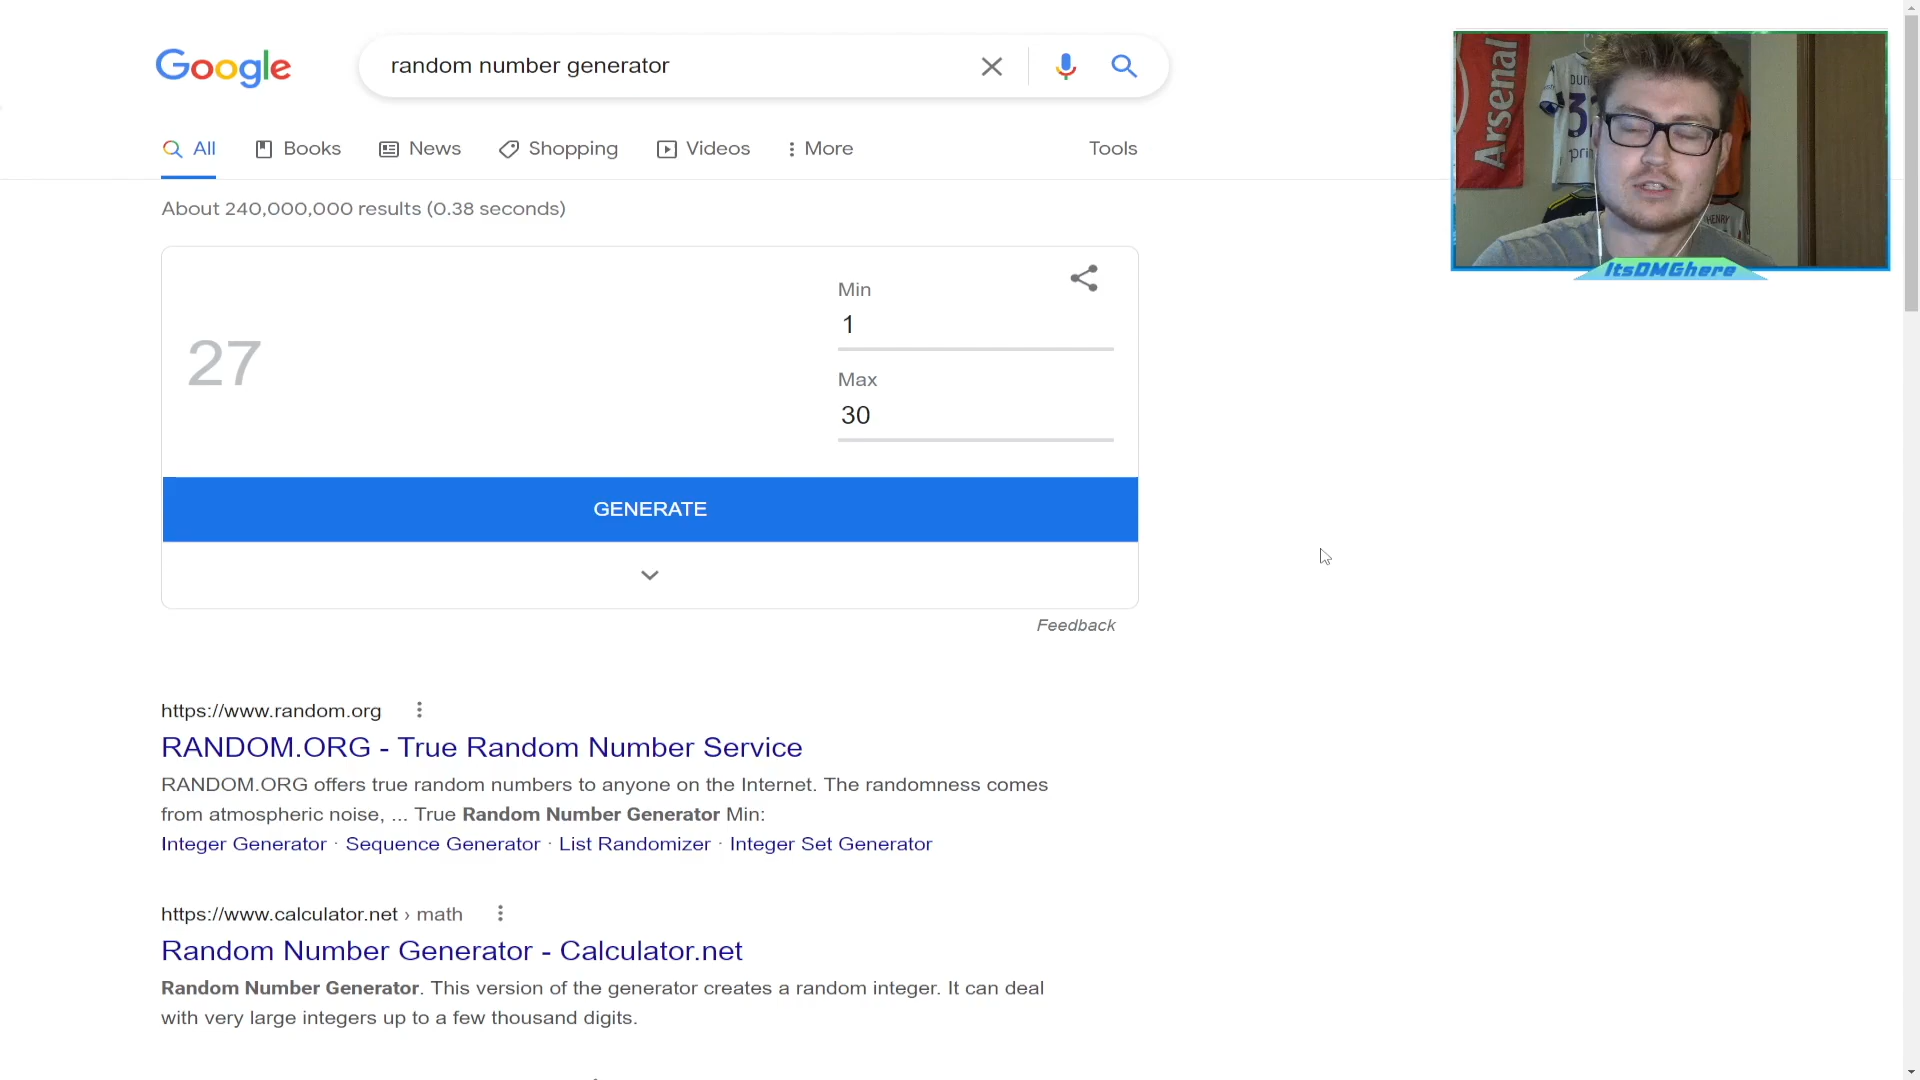 Google
random number generator
All
Books
News
Shopping
Videos
More
Tools
About 240,000,000 results (0.38 seconds)
27
Min
1
Max
30
GENERATE
Feedback
https://www.random.org
RANDOM.ORG - True Random Number Service
RANDOM.ORG offers true random numbers to anyone on the Internet. The randomness comes
from atmospheric noise, ... True Random Number Generator Min:
Integer Generator · Sequence Generator · List Randomizer · Integer Set Generator
https://www.calculator.net › math
Random Number Generator - Calculator.net
Random Number Generator. This version of the generator creates a random integer. It can deal
with very large integers up to a few thousand digits.
Arsenal
3
HENRY
ItsDMGhere